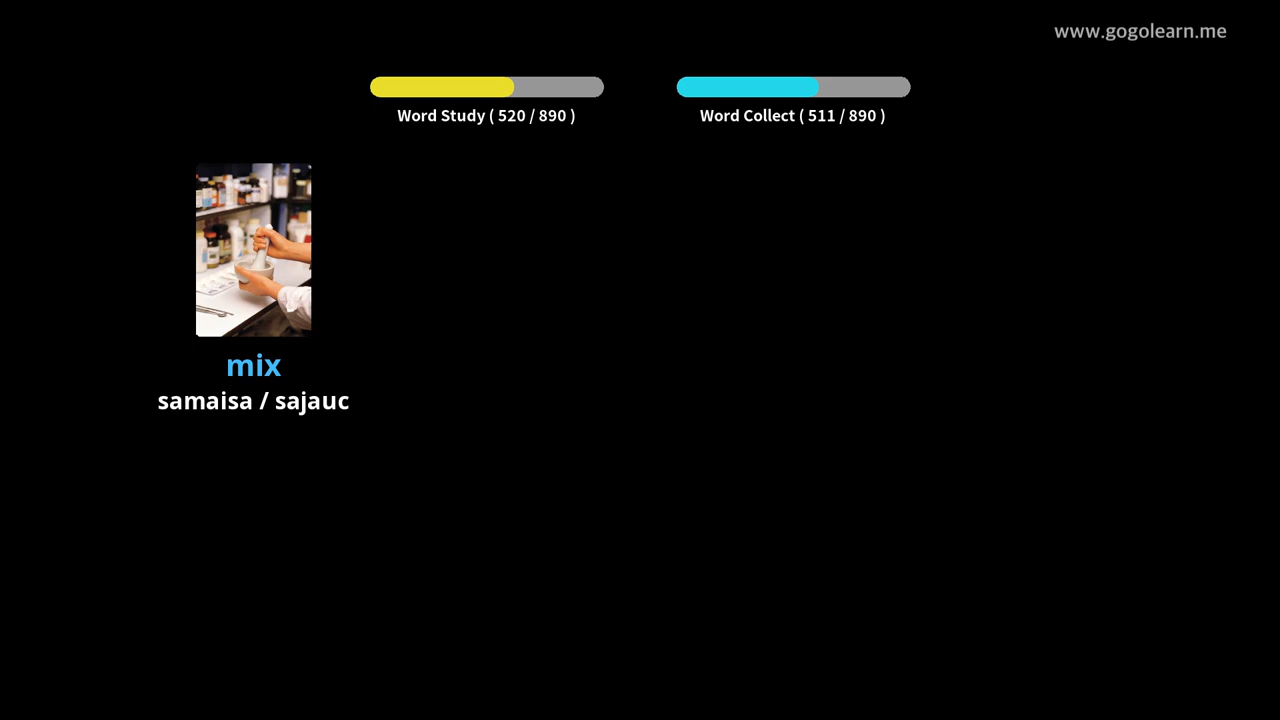 www.gogolearn.me
Word Study ( 520 / 890 )
Word Collect ( 511 / 890 )
mix
samaisa / sajauc